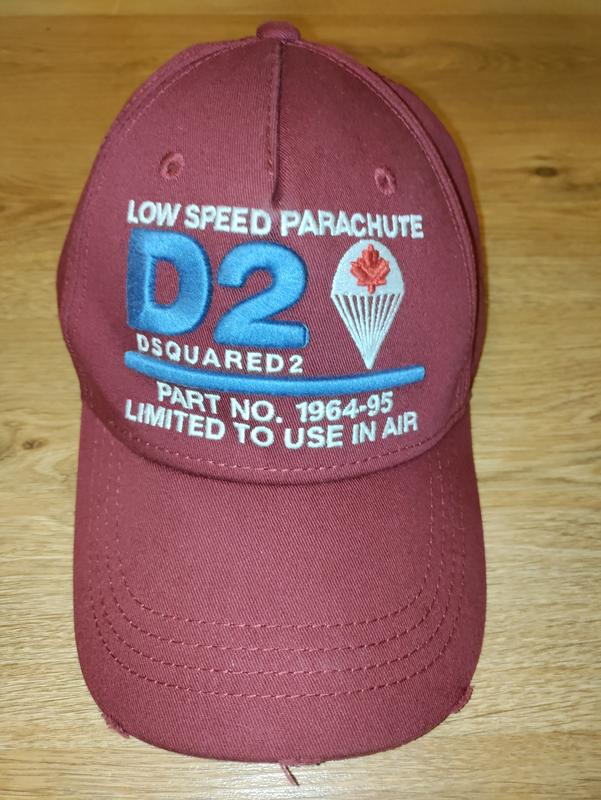 LOW SPEED PARACHUTE
D2
DSQUARED2
PART NO. 1964-95
LIMITED TO USE IN AIR